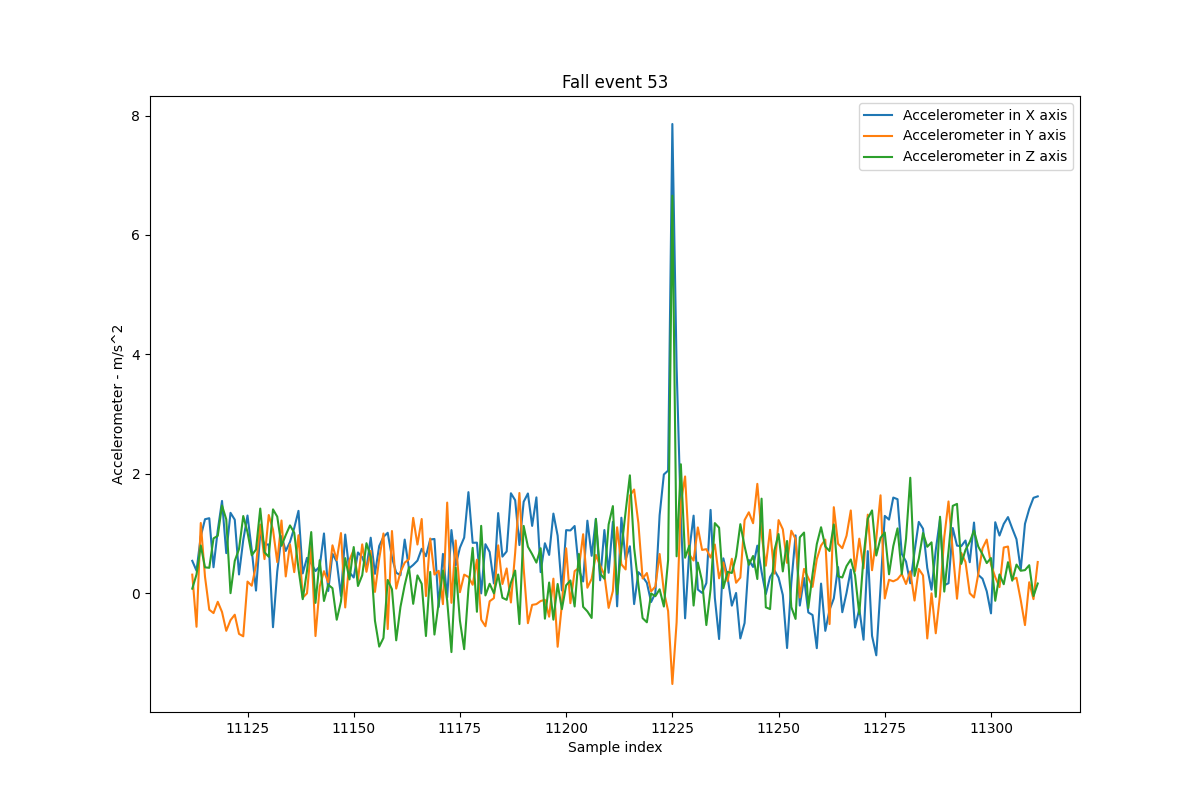 Fall event 53
Accelerometer in X axis
Accelerometer in Y axis
Accelerometer in Z axis
8
6
4
2
0
Accelerometer - m/s^2
11125 11150 11175 11200 11225 11250 11275 11300
Sample index